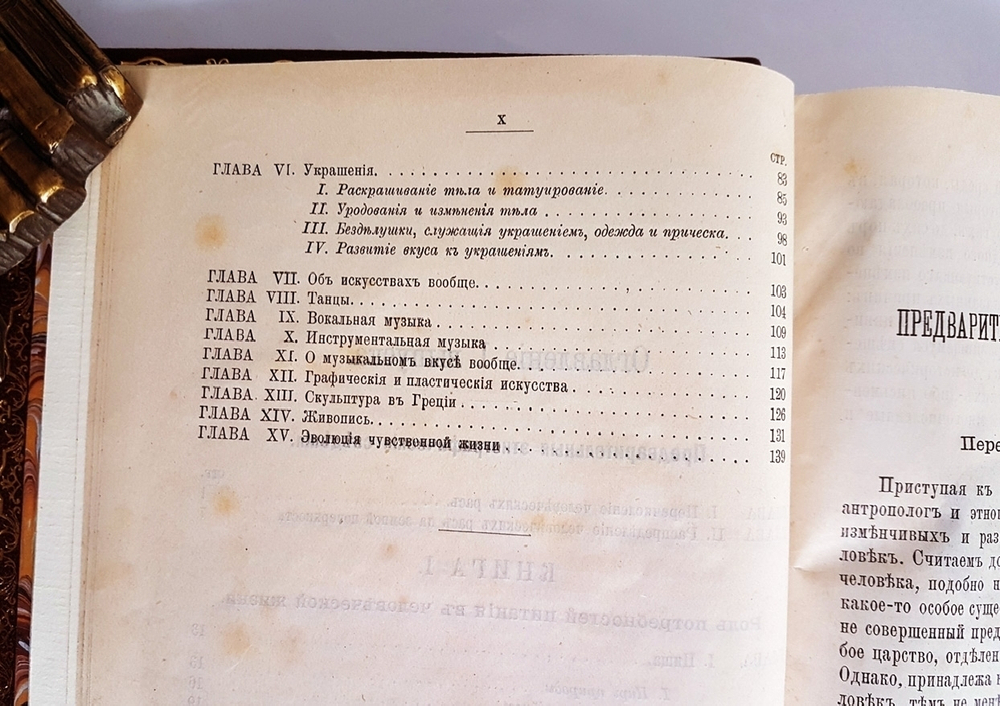 X
СТР.
ГЛАВА VI. Украшенія. 83
I. Раскрашиваніе тѣла и татуированіе. 85
II. Уродованія и измѣненія тѣла 93
III. Бездѣлушки, служащія украшеніемъ, одежда и прическа. 98
IV. Развитіе вкуса къ украшеніямъ. 101
ГЛАВА VII. Объ искусствахъ вообще. 103
ГЛАВА VIII. Танцы. 104
ГЛАВА IX. Вокальная музыка 109
ГЛАВА X. Инструментальная музыка 113
ГЛАВА XI. О музыкальномъ вкусѣ вообще. 117
ГЛАВА XII. Графическія и пластическія искусства 120
ГЛАВА XIII. Скульптура въ Греціи 126
ГЛАВА XIV. Живопись. 131
ГЛАВА XV. Эволюція чувственной жизни 139
ПРЕДВАРИТ
Пере
Приступая къ
антропологъ и этног
измѣнчивыхъ и раз
ловѣкъ. Считаемъ до
человѣка, подобно н
какое-то особое суще
не совершенный пред
бое царство, отдѣлен
Однако, принадлежа к
ловѣкъ, тѣмъ не менѣ